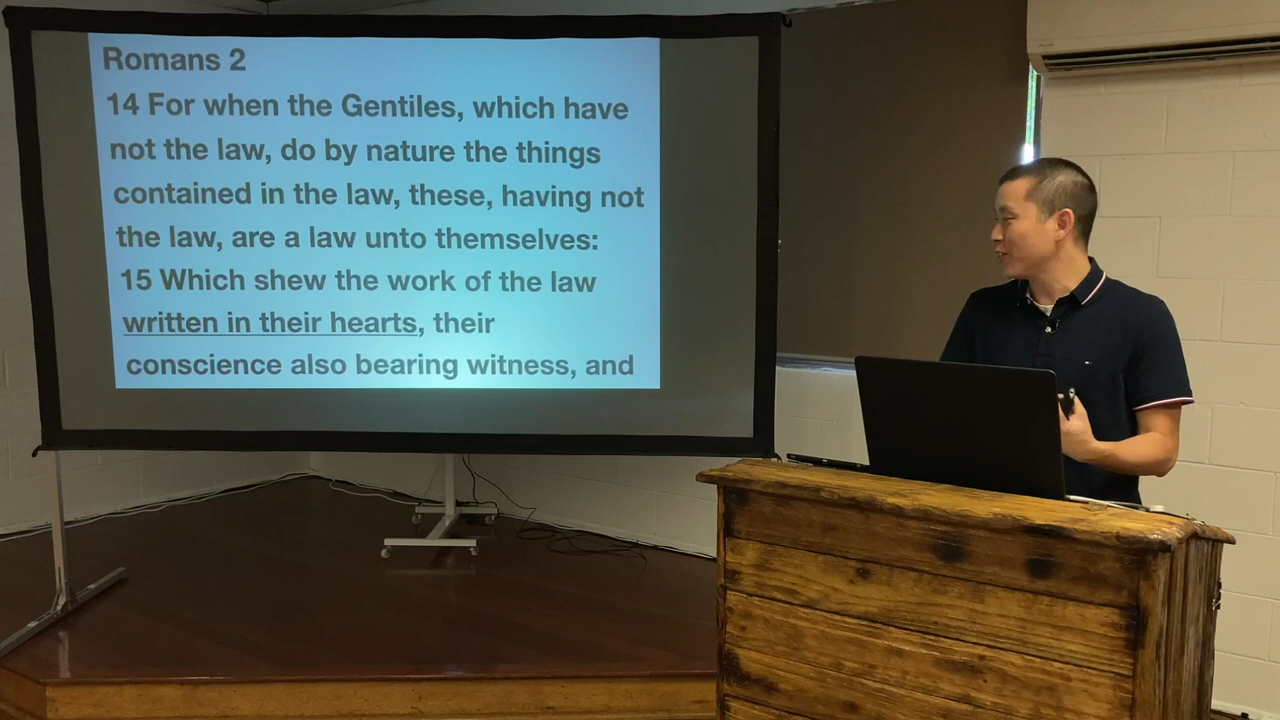 Romans 2
14 For when the Gentiles, which have
not the law, do by nature the things
contained in the law, these, having not
the law, are a law unto themselves:
15 Which shew the work of the law
written in their hearts, their
conscience also bearing witness, and